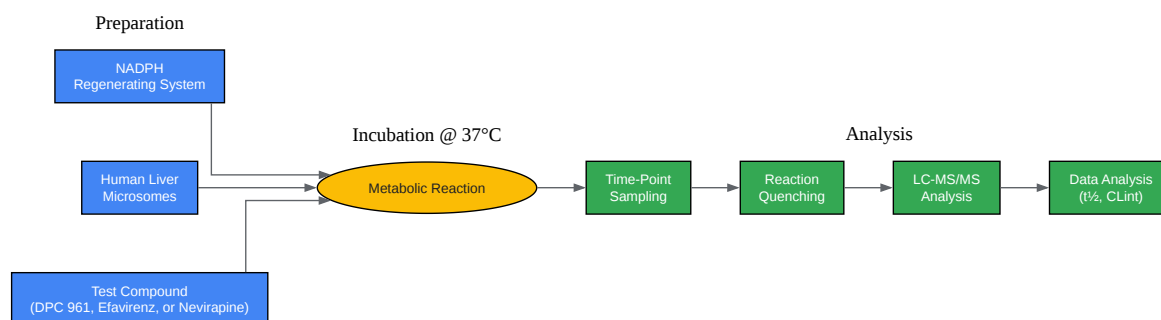 Preparation
NADPH
Regenerating System
Human Liver
Microsomes
Test Compound
(DPC 961, Efavirenz, or Nevirapine)
Incubation @ 37°C
Metabolic Reaction
Analysis
Time-Point
Sampling
Reaction
Quenching
LC-MS/MS
Analysis
Data Analysis
(t½, CLint)